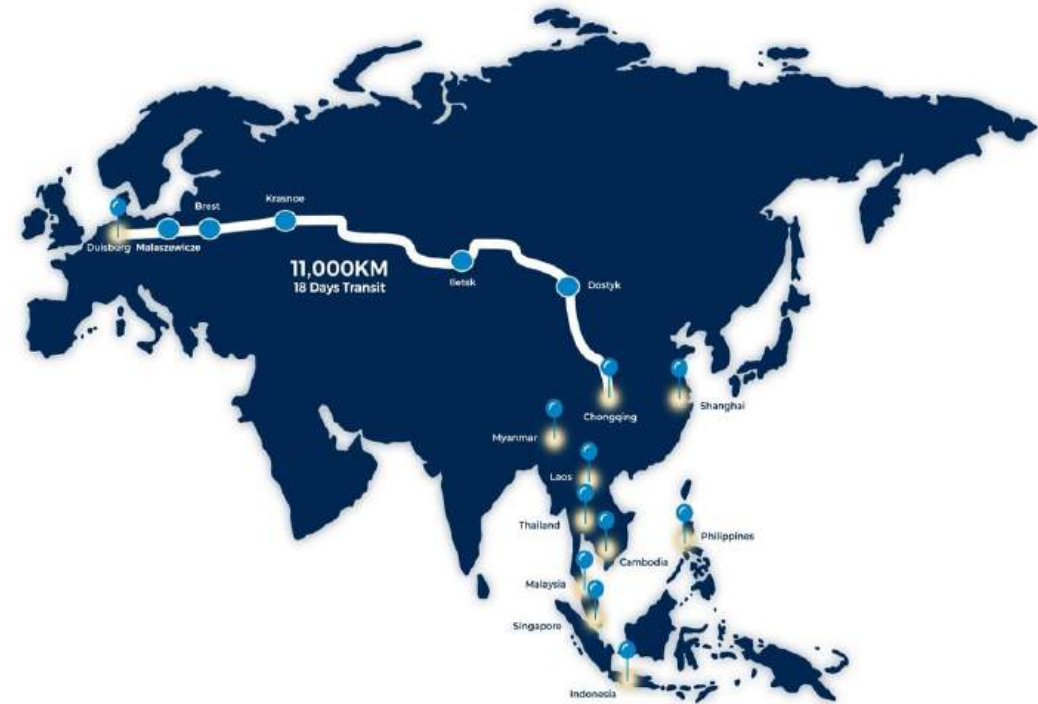 Krasnoe
Brest
Duisburg
Malaszewicze
11,000KM
18 Days Transit
Iletsk
Dostyk
Chongqing
Shanghai
Myanmar
Laos
Thailand
Philippines
Cambodia
Malaysia
Singapore
Indonesia